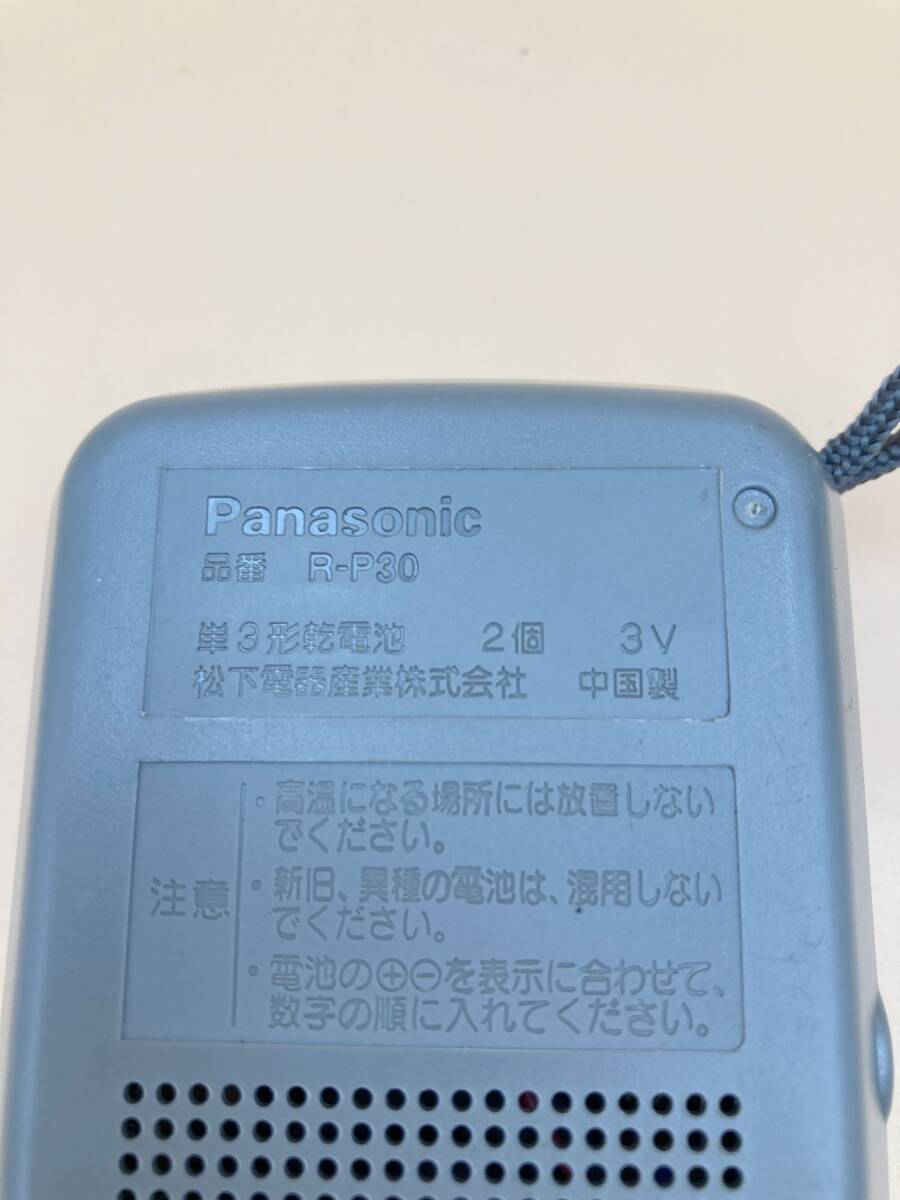 Panasonic
品番 R-P30
単3形乾電池 2個 3V
松下電器産業株式会社 中国製
注意
・高温になる場所には放置しない
でください。
・新旧、異種の電池は、混用しない
でください。
・電池の⊕⊖を表示に合わせて、
数字の順に入れてください。